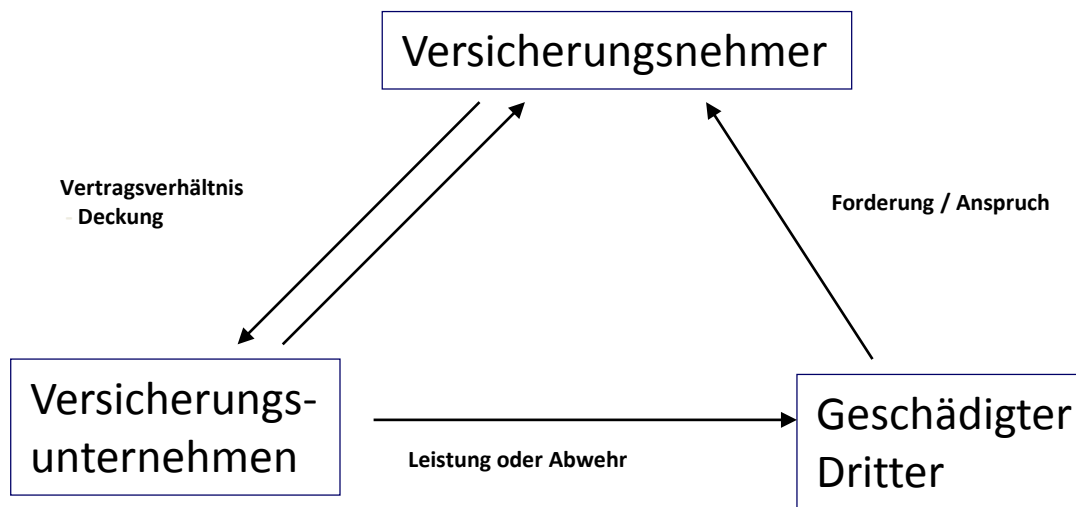 Versicherungsnehmer
Vertragsverhältnis
- Deckung
Forderung / Anspruch
Versicherungs-
unternehmen
Leistung oder Abwehr
Geschädigter
Dritter